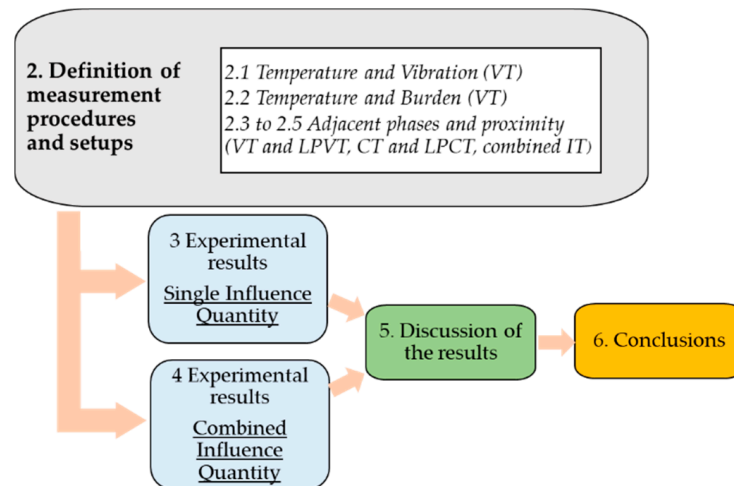 2. Definition of
measurement
procedures
and setups
2.1 Temperature and Vibration (VT)
2.2 Temperature and Burden (VT)
2.3 to 2.5 Adjacent phases and proximity
(VT and LPVT, CT and LPCT, combined IT)
3 Experimental
results
Single Influence
Quantity
4 Experimental
results
Combined
Influence
Quantity
5. Discussion of
the results
6. Conclusions